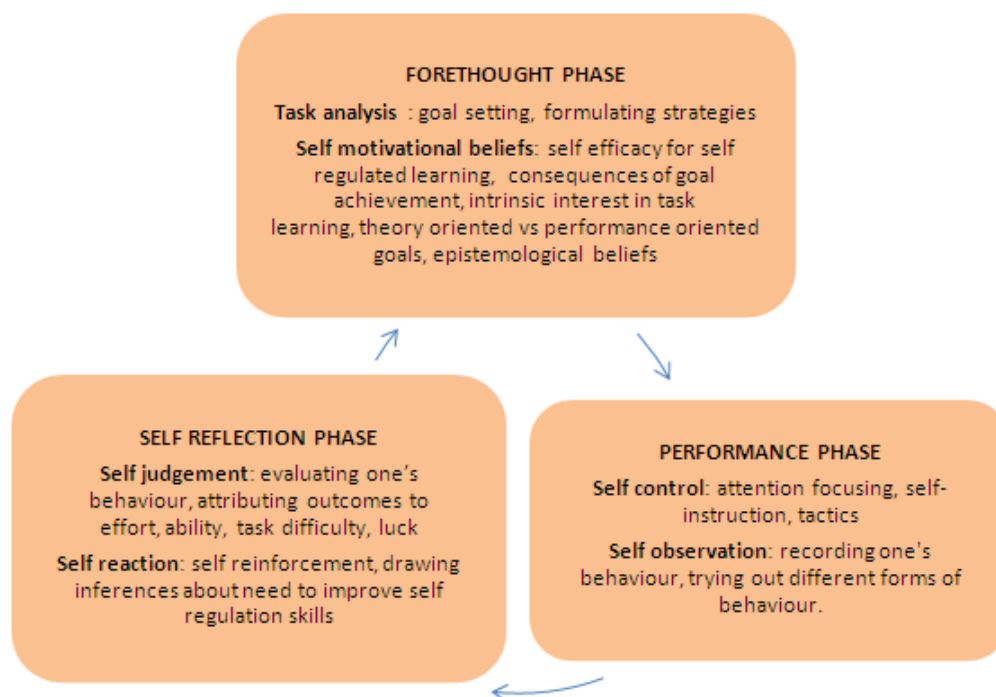 FORETHOUGHT PHASE
Task analysis : goal setting, formulating strategies
Self motivational beliefs: self efficacy for self
regulated learning, consequences of goal
achievement, intrinsic interest in task
learning, theory oriented vs performance oriented
goals, epistemological beliefs
SELF REFLECTION PHASE
Self judgement: evaluating one’s
behaviour, attributing outcomes to
effort, ability, task difficulty, luck
Self reaction: self reinforcement, drawing
inferences about need to improve self
regulation skills
PERFORMANCE PHASE
Self control: attention focusing, self-
instruction, tactics
Self observation: recording one's
behaviour, trying out different forms of
behaviour.